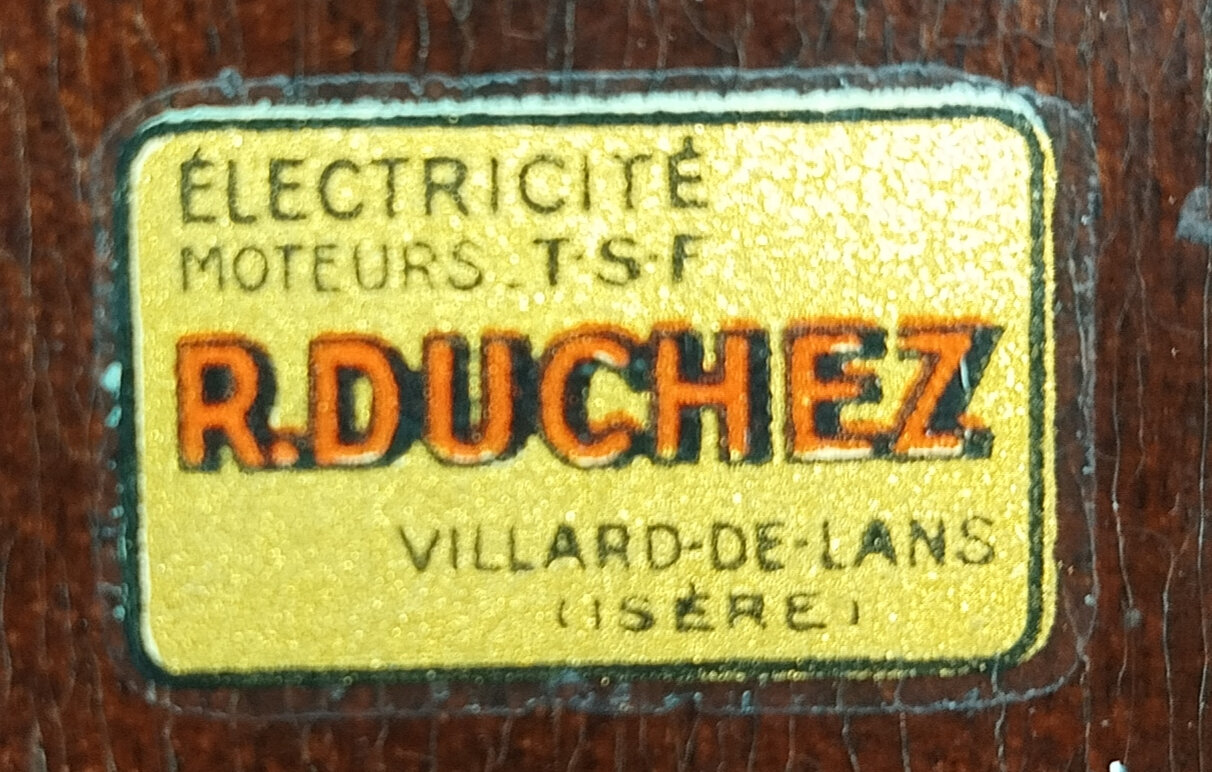 ÉLECTRICITÉ
MOTEURS - T·S·F
R.DUCHEZ
VILLARD-DE-LANS
(ISÈRE)